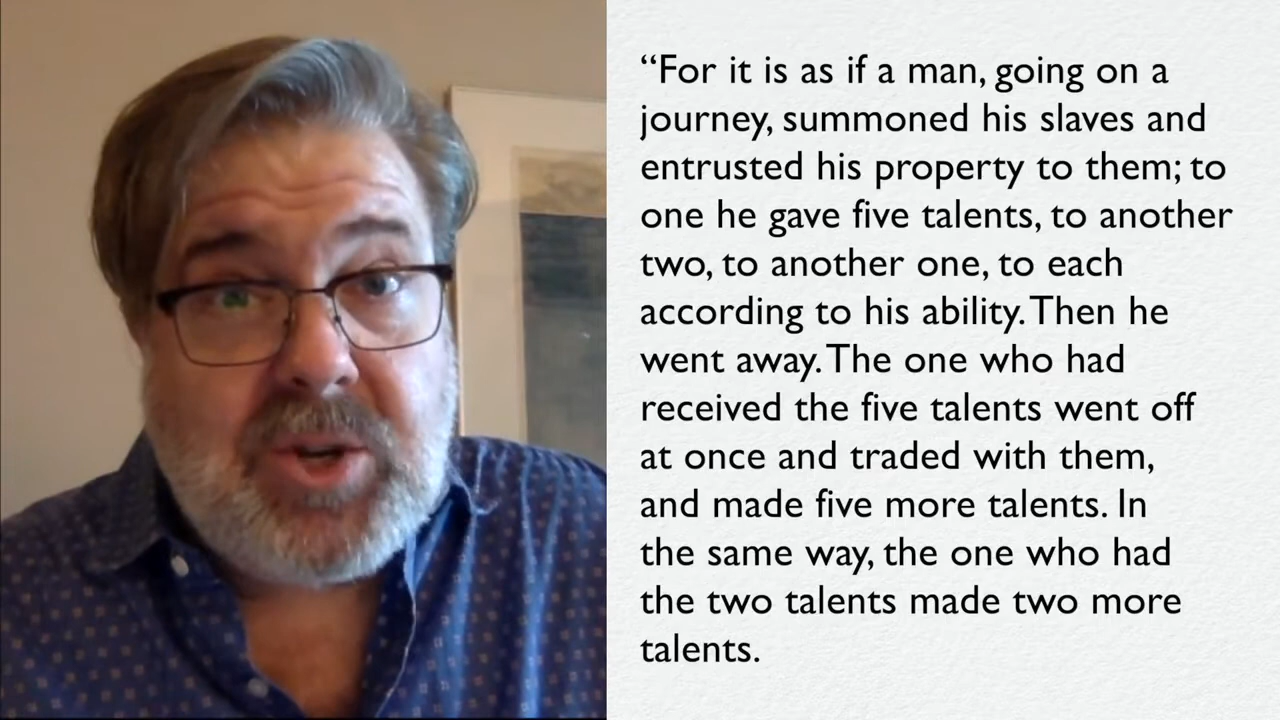 “For it is as if a man, going on a
journey, summoned his slaves and
entrusted his property to them; to
one he gave five talents, to another
two, to another one, to each
according to his ability. Then he
went away. The one who had
received the five talents went off
at once and traded with them,
and made five more talents. In
the same way, the one who had
the two talents made two more
talents.